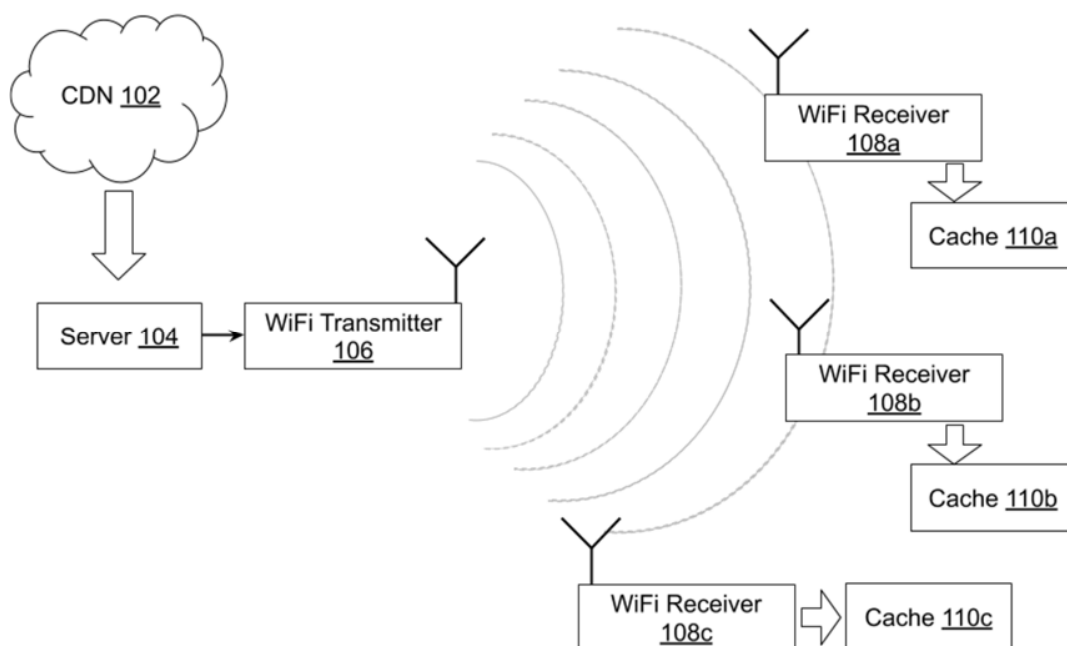 CDN 102
Server 104
WiFi Transmitter
106
WiFi Receiver
108a
Cache 110a
WiFi Receiver
108b
Cache 110b
WiFi Receiver
108c
Cache 110c